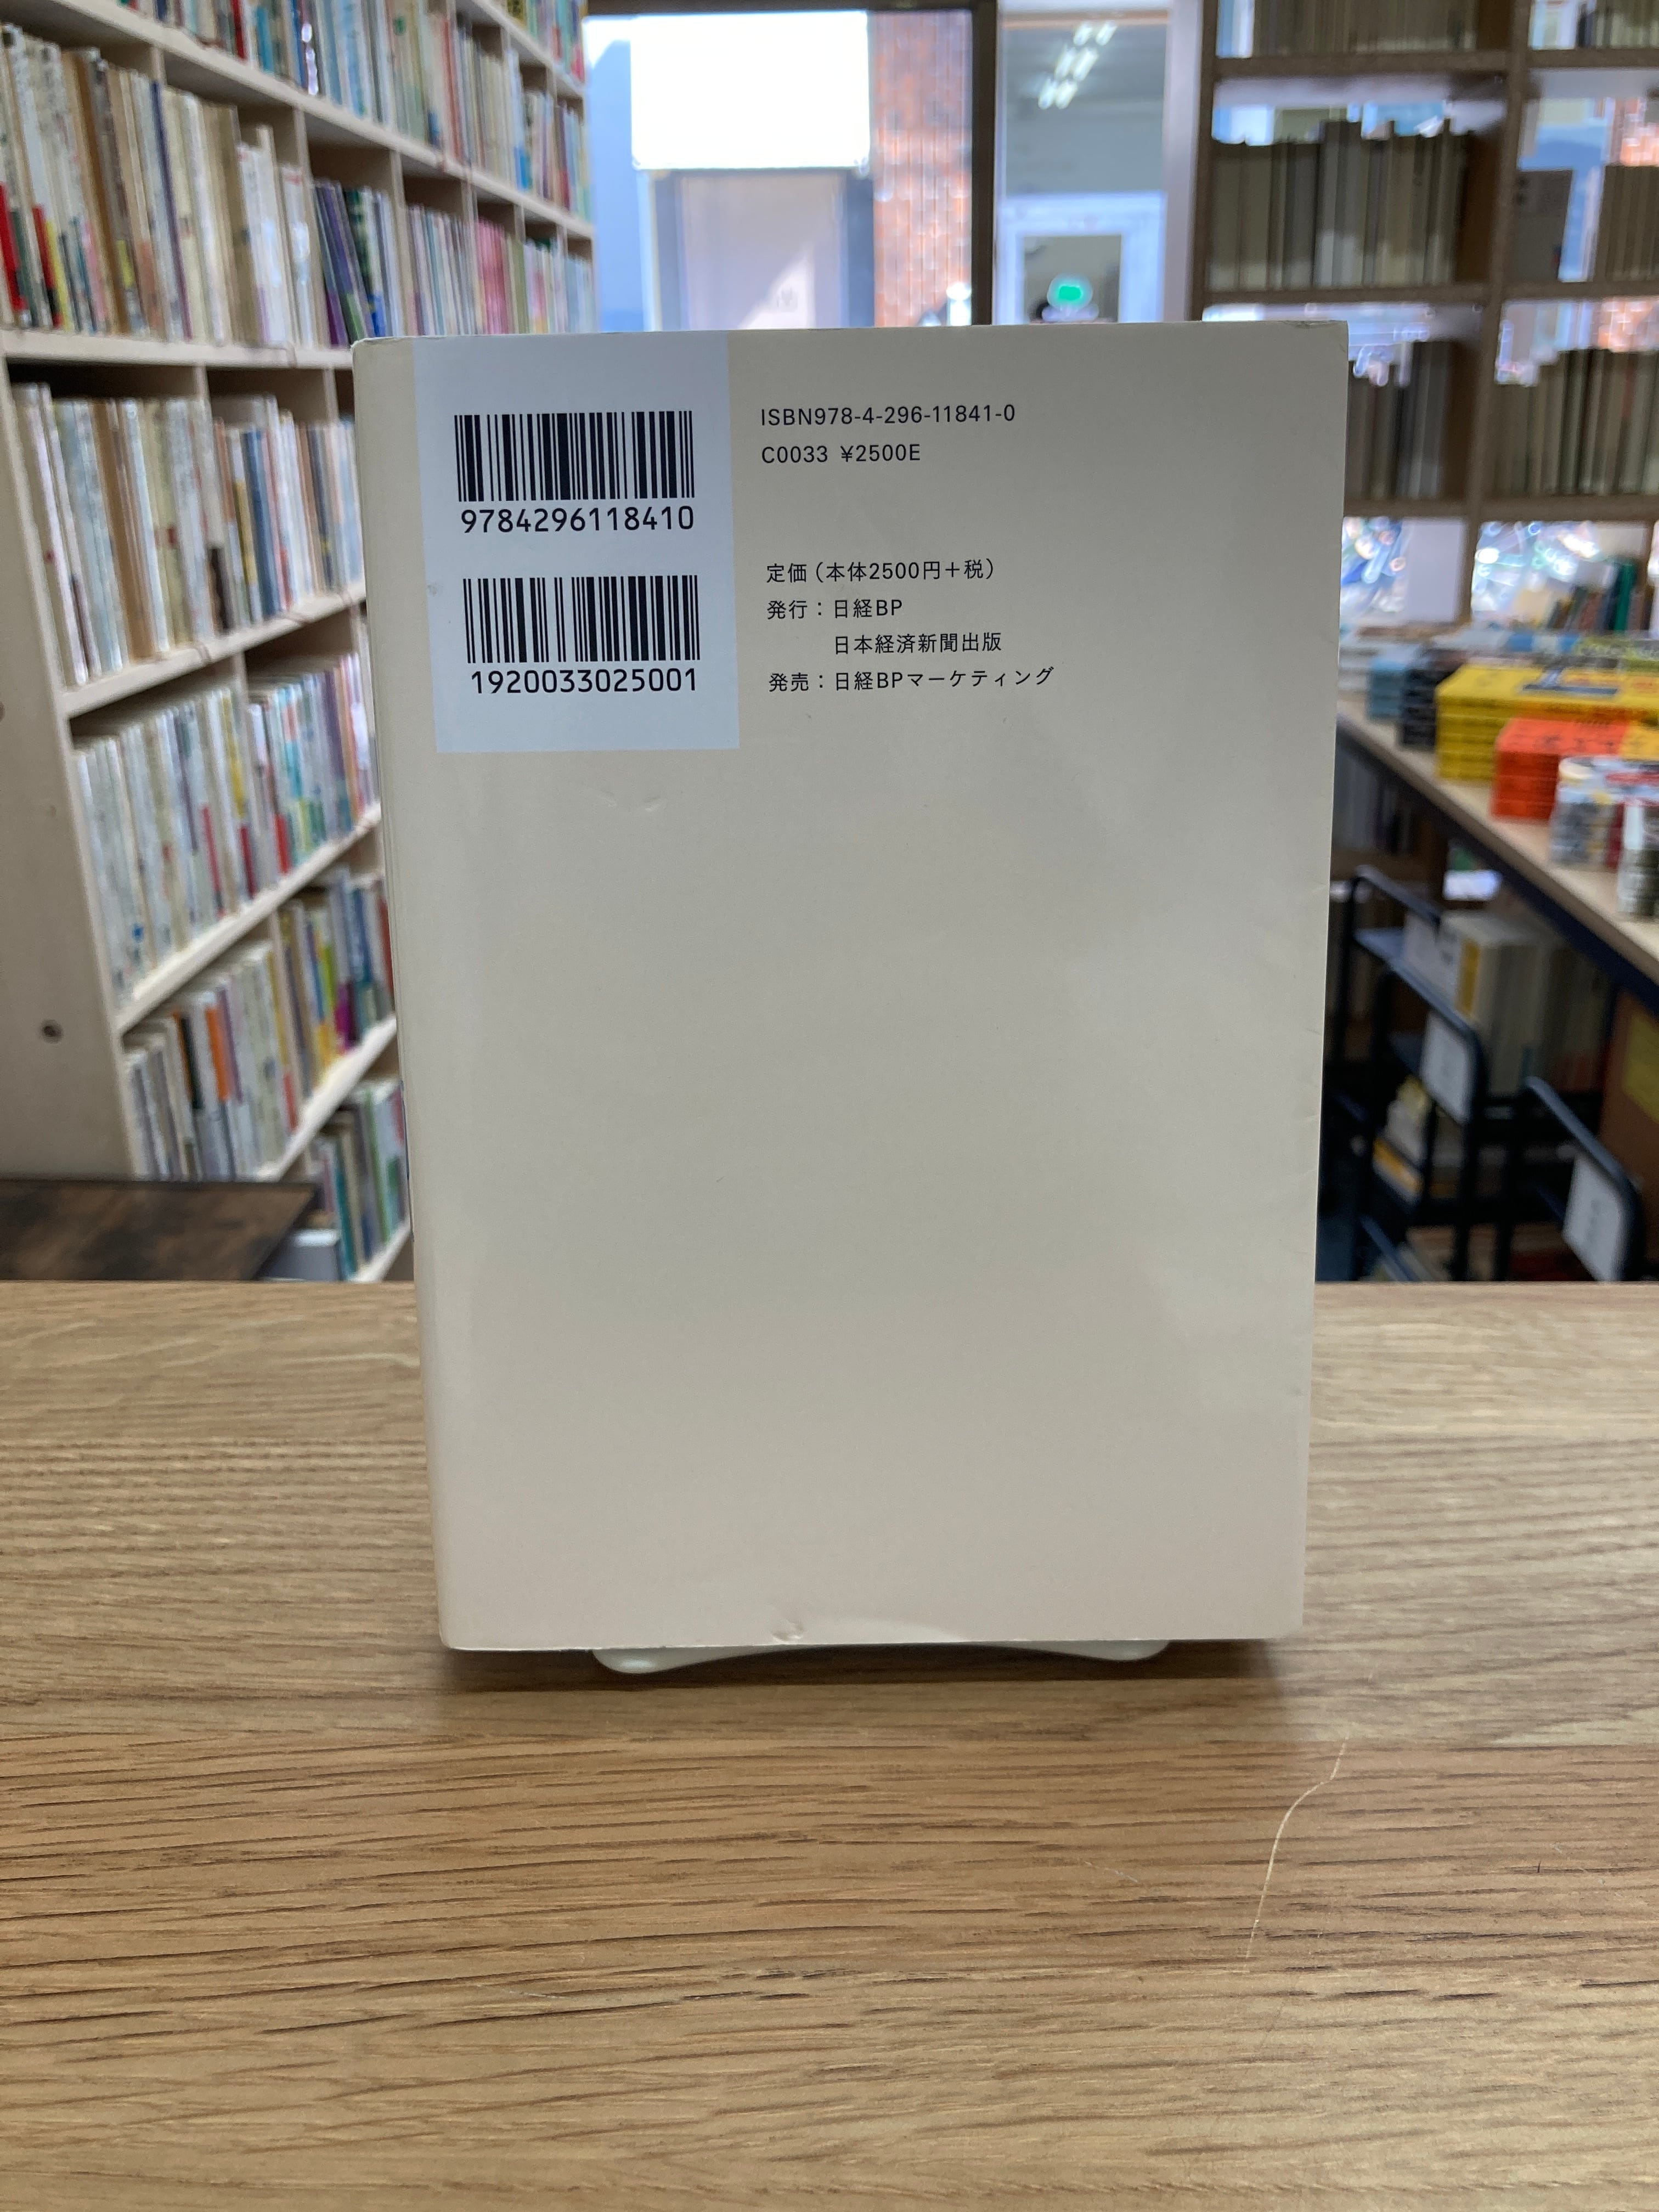 9784296118410
1920033025001
ISBN978-4-296-11841-0
C0033 ¥2500E
定価（本体2500円＋税）
発行：日経BP
日本経済新聞出版
発売：日経BPマーケティング